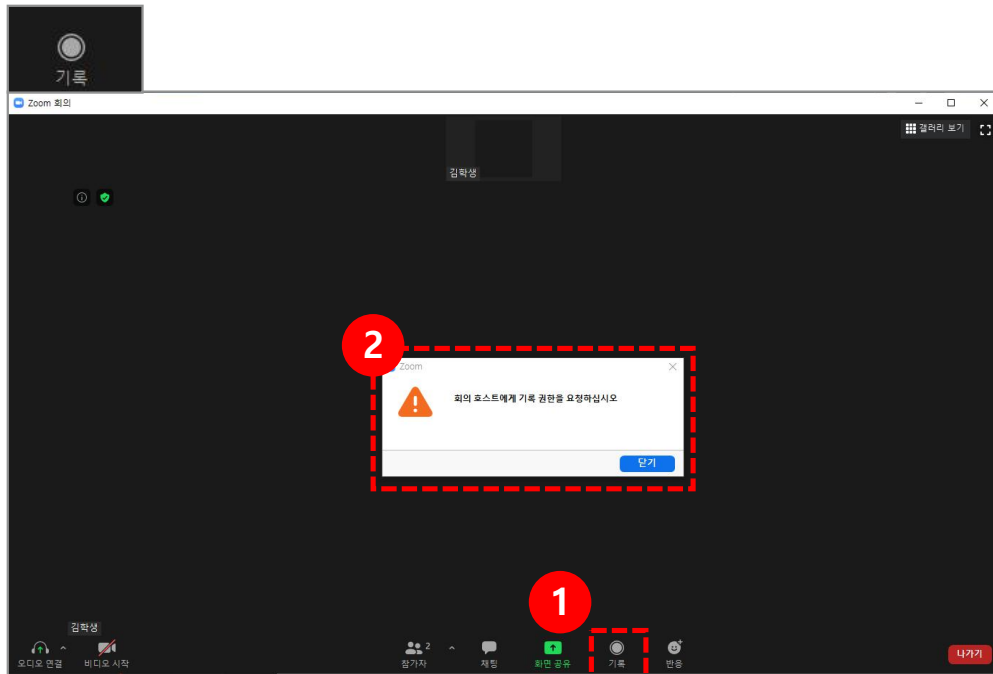 기록
Zoom 회의
갤러리 보기
김학생
2
Zoom
회의 호스트에게 기록 권한을 요청하십시오
닫기
1
김학생
오디오 연결
비디오 시작
2
참가자
채팅
화면 공유
기록
반응
나가기